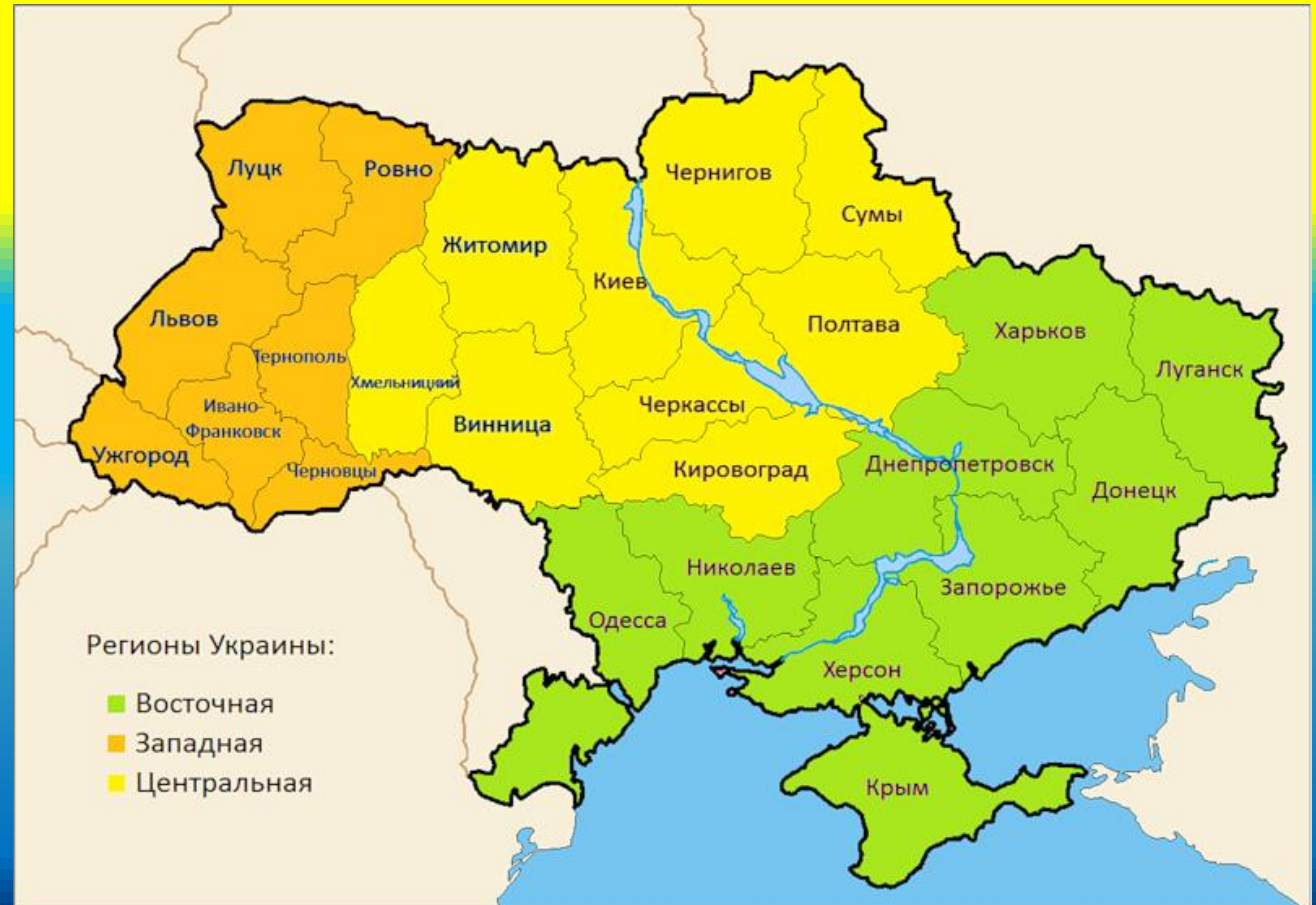 Луцк
Ровно
Чернигов
Сумы
Житомир
Киев
Львов
Полтава
Харьков
Тернополь
Луганск
Хмельницкий
Ивано-
Франковск
Черкассы
Винница
Ужгород
Черновцы
Кировоград
Днепропетровск
Донецк
Николаев
Запорожье
Одесса
Херсон
Крым
Регионы Украины:
Восточная
Западная
Центральная